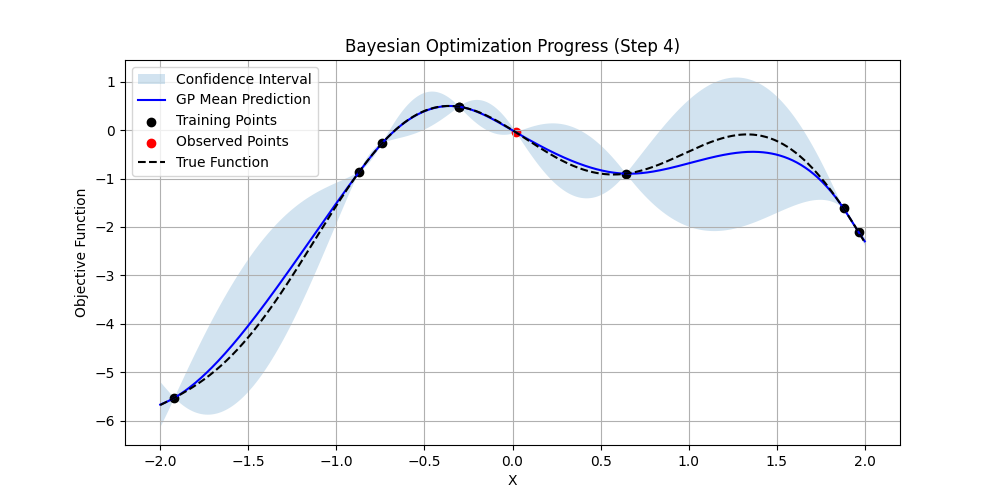 Bayesian Optimization Progress (Step 4)
Confidence Interval
GP Mean Prediction
Training Points
Observed Points
True Function
Objective Function
1
0
−1
−2
−3
−4
−5
−6
−2.0
−1.5
−1.0
−0.5
0.0
0.5
1.0
1.5
2.0
X